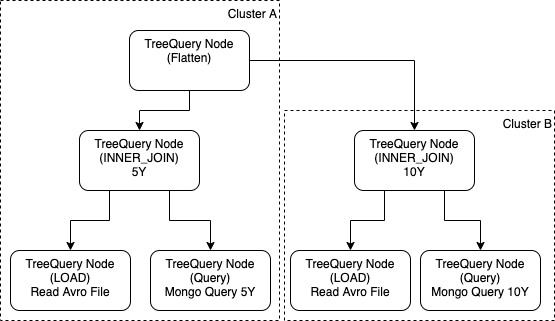 Cluster A
TreeQuery Node
(Flatten)
Cluster B
TreeQuery Node
(INNER_JOIN)
5Y
TreeQuery Node
(INNER_JOIN)
10Y
TreeQuery Node
(LOAD)
Read Avro File
TreeQuery Node
(Query)
Mongo Query 5Y
TreeQuery Node
(LOAD)
Read Avro File
TreeQuery Node
(Query)
Mongo Query 10Y